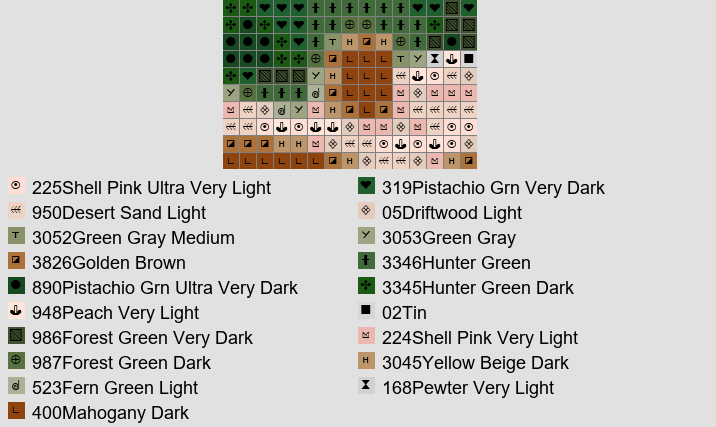 225Shell Pink Ultra Very Light
319Pistachio Grn Very Dark
950Desert Sand Light
05Driftwood Light
3052Green Gray Medium
3053Green Gray
3826Golden Brown
3346Hunter Green
890Pistachio Grn Ultra Very Dark
3345Hunter Green Dark
948Peach Very Light
02Tin
986Forest Green Very Dark
224Shell Pink Very Light
987Forest Green Dark
3045Yellow Beige Dark
523Fern Green Light
168Pewter Very Light
400Mahogany Dark